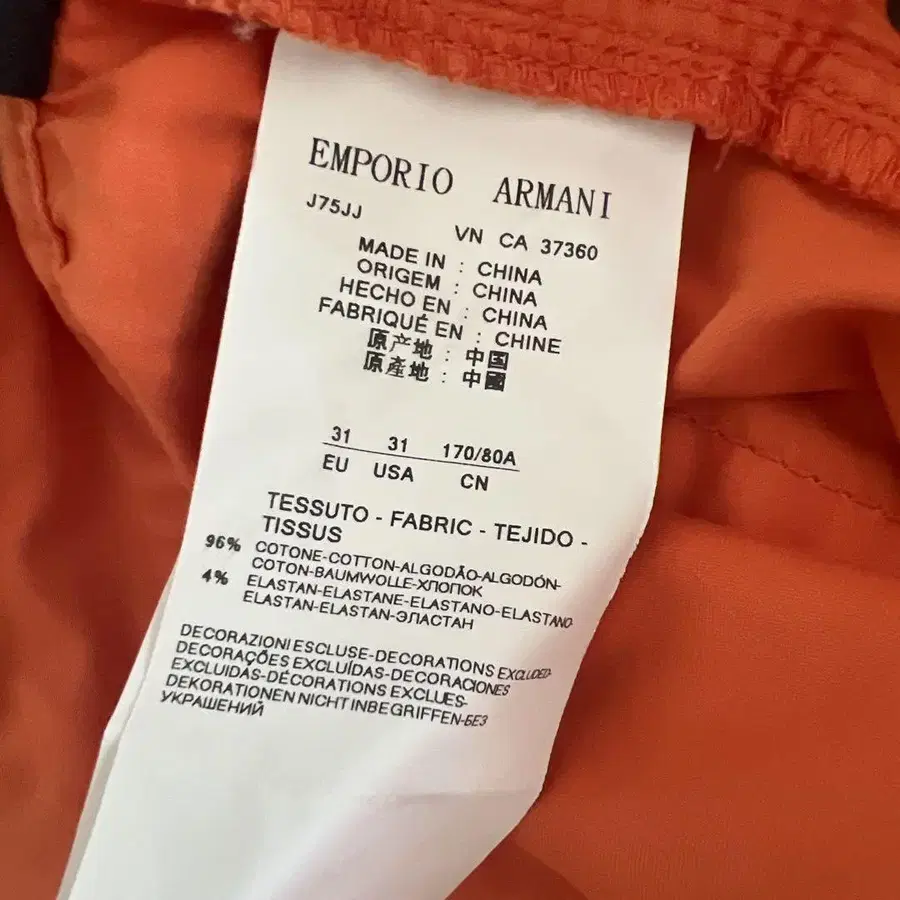 EMPORIO ARMANI
J75JJ
VN CA 37360
MADE IN : CHINA
ORIGEM : CHINA
HECHO EN : CHINA
FABRIQUÉ EN : CHINE
原产地 : 中国
原產地 : 中國
31 31 170/80A
EU USA CN
TESSUTO - FABRIC - TEJIDO -
TISSUS
96% COTONE-COTTON-ALGODÃO-ALGODÓN-
COTON-BAUMWOLLE-ХЛОПОК
4% ELASTAN-ELASTANE-ELASTANO-ELASTANO
ELASTAN-ELASTAN-ЭЛАСТАН
DECORAZIONI ESCLUSE-DECORATIONS EXCLUDED-
DECORAÇÕES EXCLUÍDAS-DECORACIONES
EXCLUIDAS-DÉCORATIONS EXCLUES-
DEKORATIONEN NICHT INBEGRIFFEN-БЕЗ
УКРАШЕНИЙ